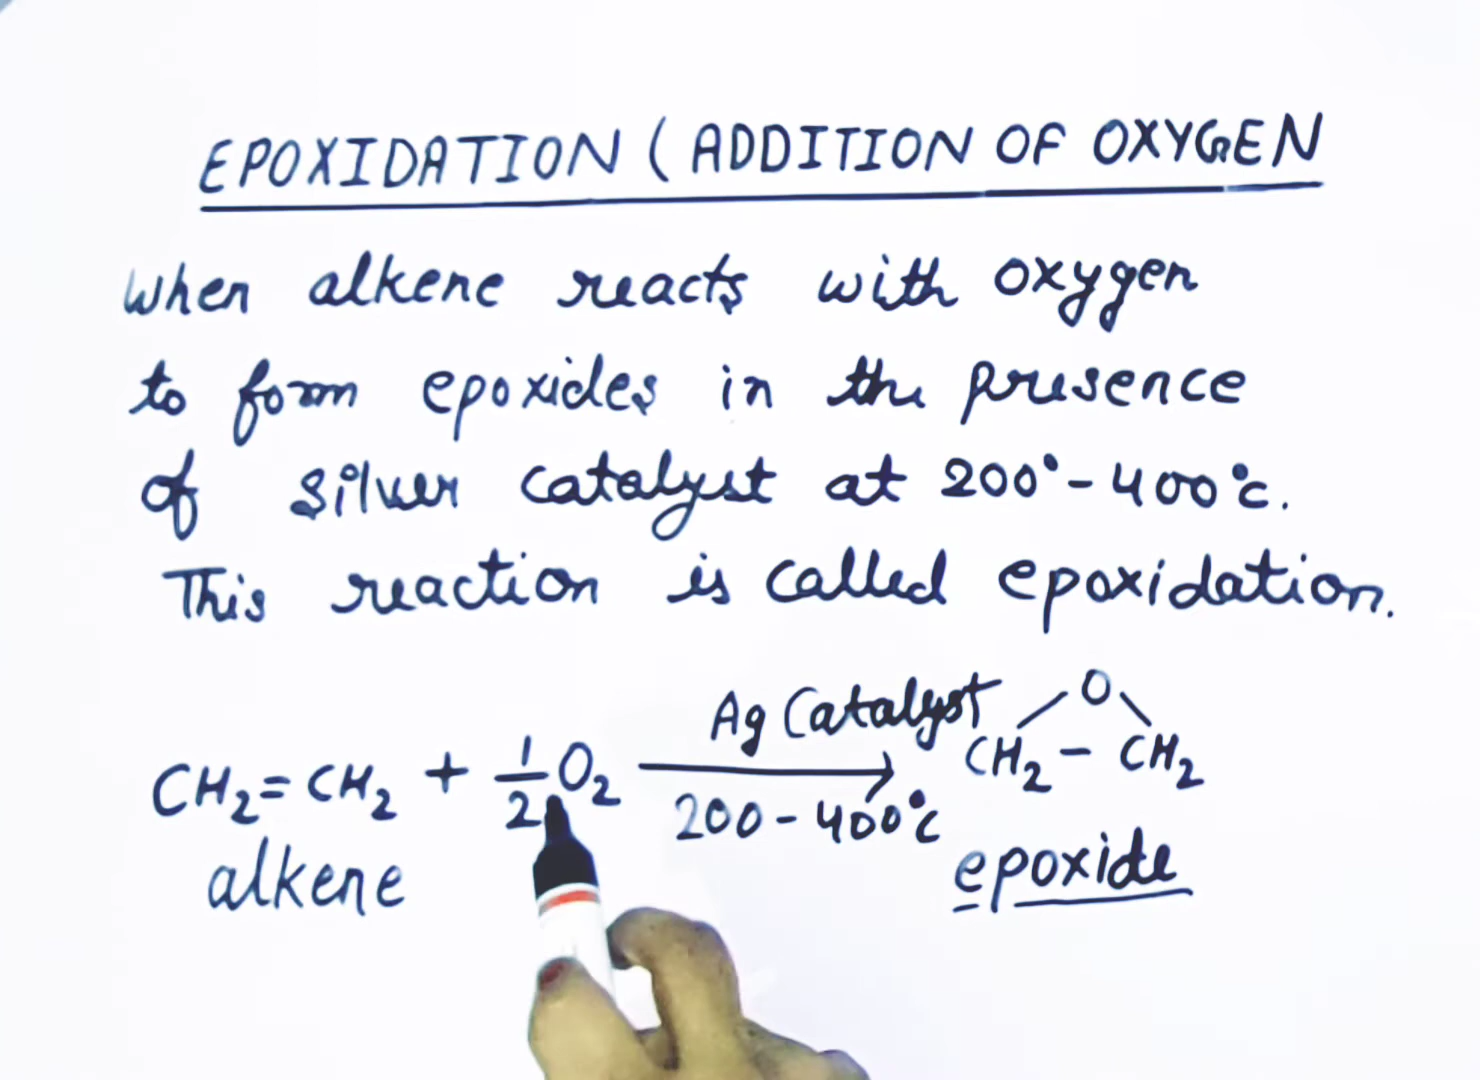 EPOXIDATION ( ADDITION OF OXYGEN
when alkene reacts with oxygen
to form epoxides in the presence
of silver catalyst at 200°-400°c.
This reaction is called epoxidation.
CH₂=CH₂ + 1/2 O₂ Ag Catalyst 200-400°c CH₂ - CH₂ O
alkene epoxide